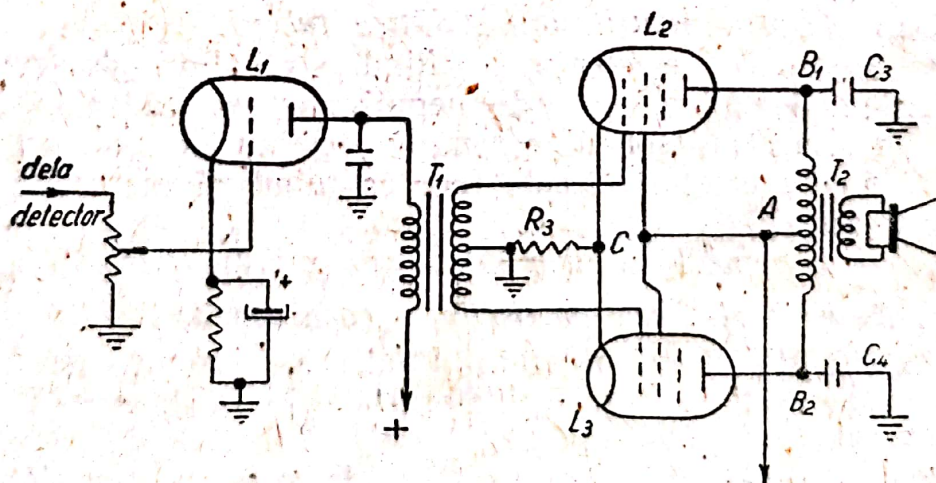 L1
L2
B1
C3
dela
detector
T1
R3
C
A
T2
+
+
L3
B2
C4